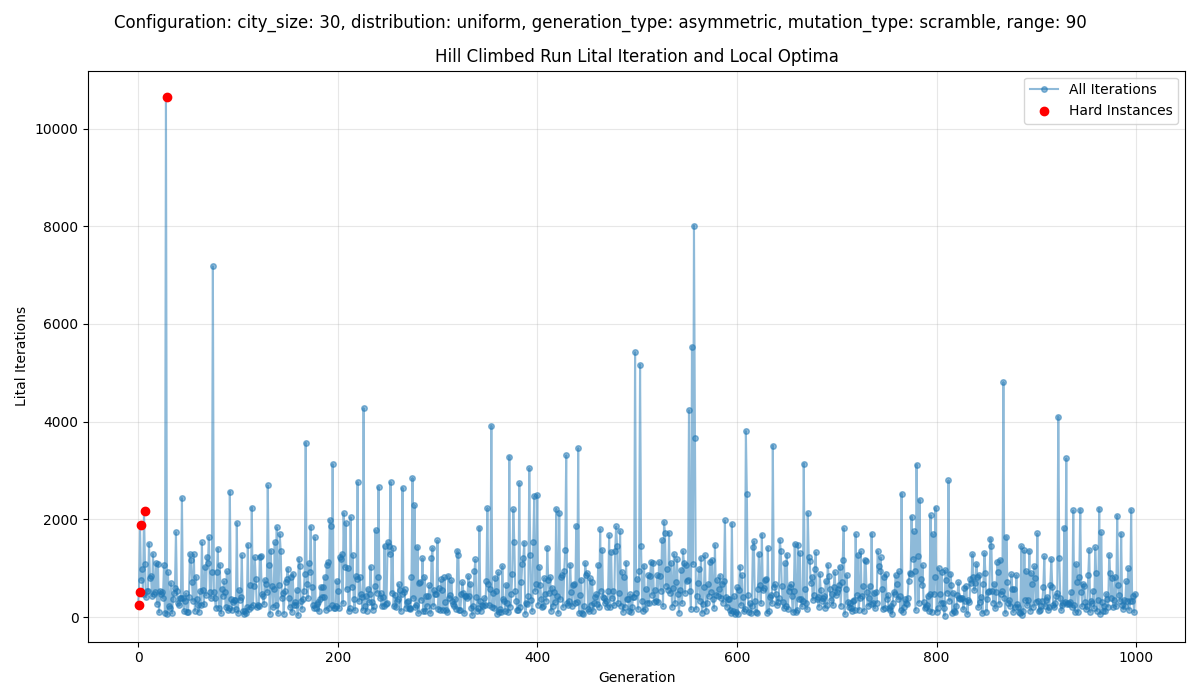 Configuration: city_size: 30, distribution: uniform, generation_type: asymmetric, mutation_type: scramble, range: 90
Hill Climbed Run Lital Iteration and Local Optima
All Iterations
Hard Instances
10000
8000
6000
4000
2000
0
Lital Iterations
0 200 400 600 800 1000
Generation